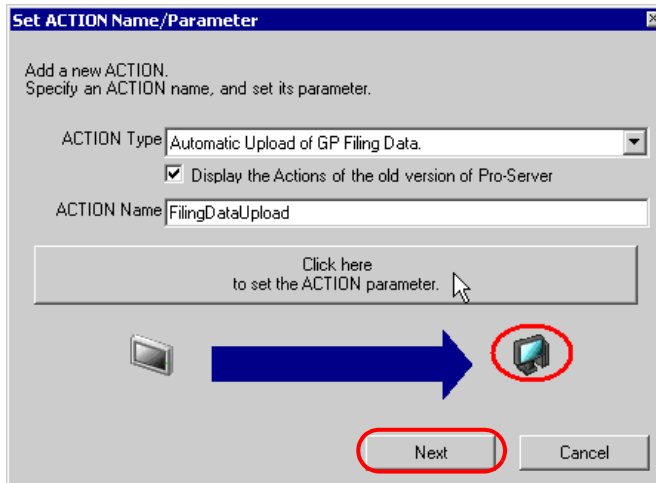 Set ACTION Name/Parameter
Add a new ACTION.
Specify an ACTION name, and set its parameter.
ACTION Type Automatic Upload of GP Filing Data.
Display the Actions of the old version of Pro-Server
ACTION Name FilingDataUpload
Click here
to set the ACTION parameter.
Next Cancel